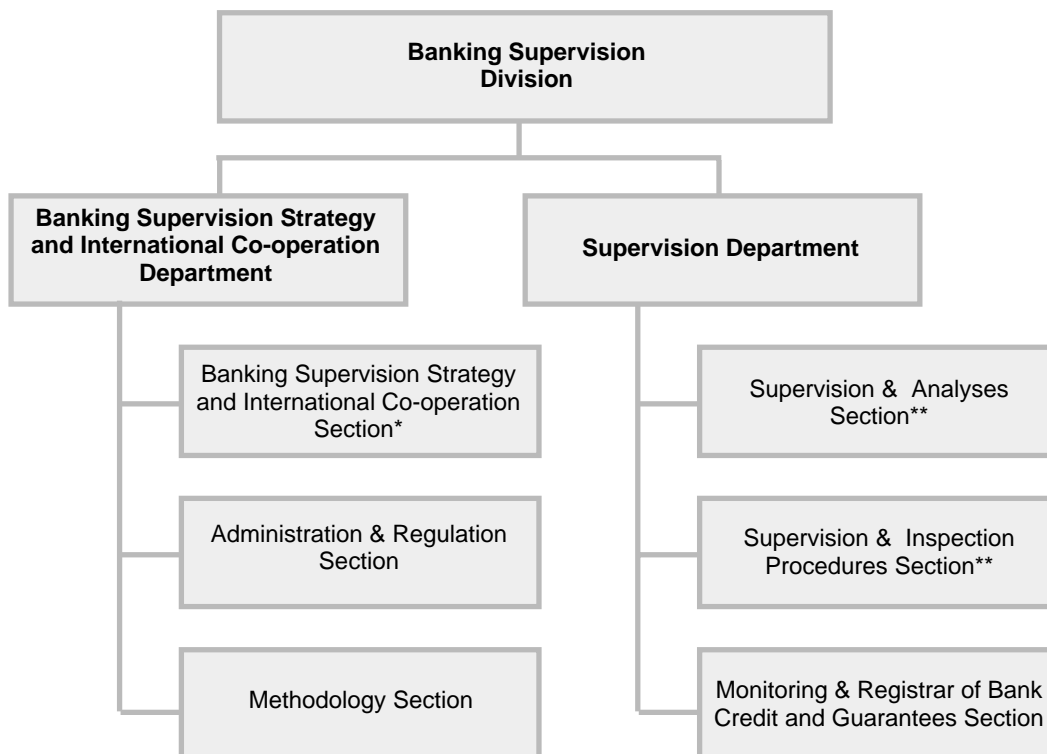 Banking Supervision
Division
Banking Supervision Strategy
and International Co-operation
Department
Supervision Department
Banking Supervision Strategy
and International Co-operation
Section*
Supervision & Analyses
Section**
Administration & Regulation
Section
Supervision & Inspection
Procedures Section**
Methodology Section
Monitoring & Registrar of Bank
Credit and Guarantees Section